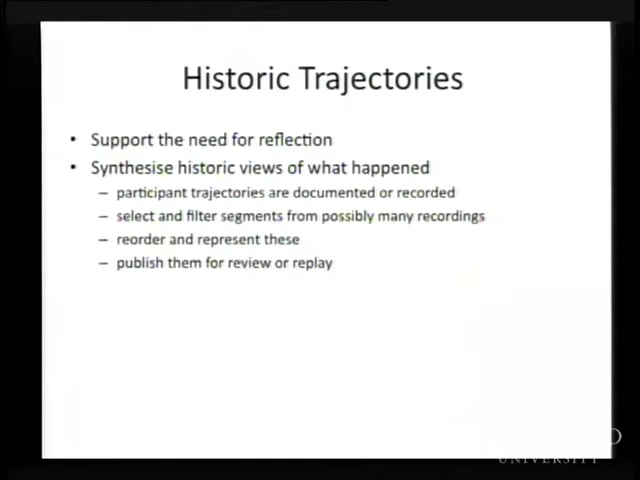 Historic Trajectories
• Support the need for reflection
• Synthesise historic views of what happened
– participant trajectories are documented or recorded
– select and filter segments from possibly many recordings
– reorder and represent these
– publish them for review or replay
UNIVERSITY